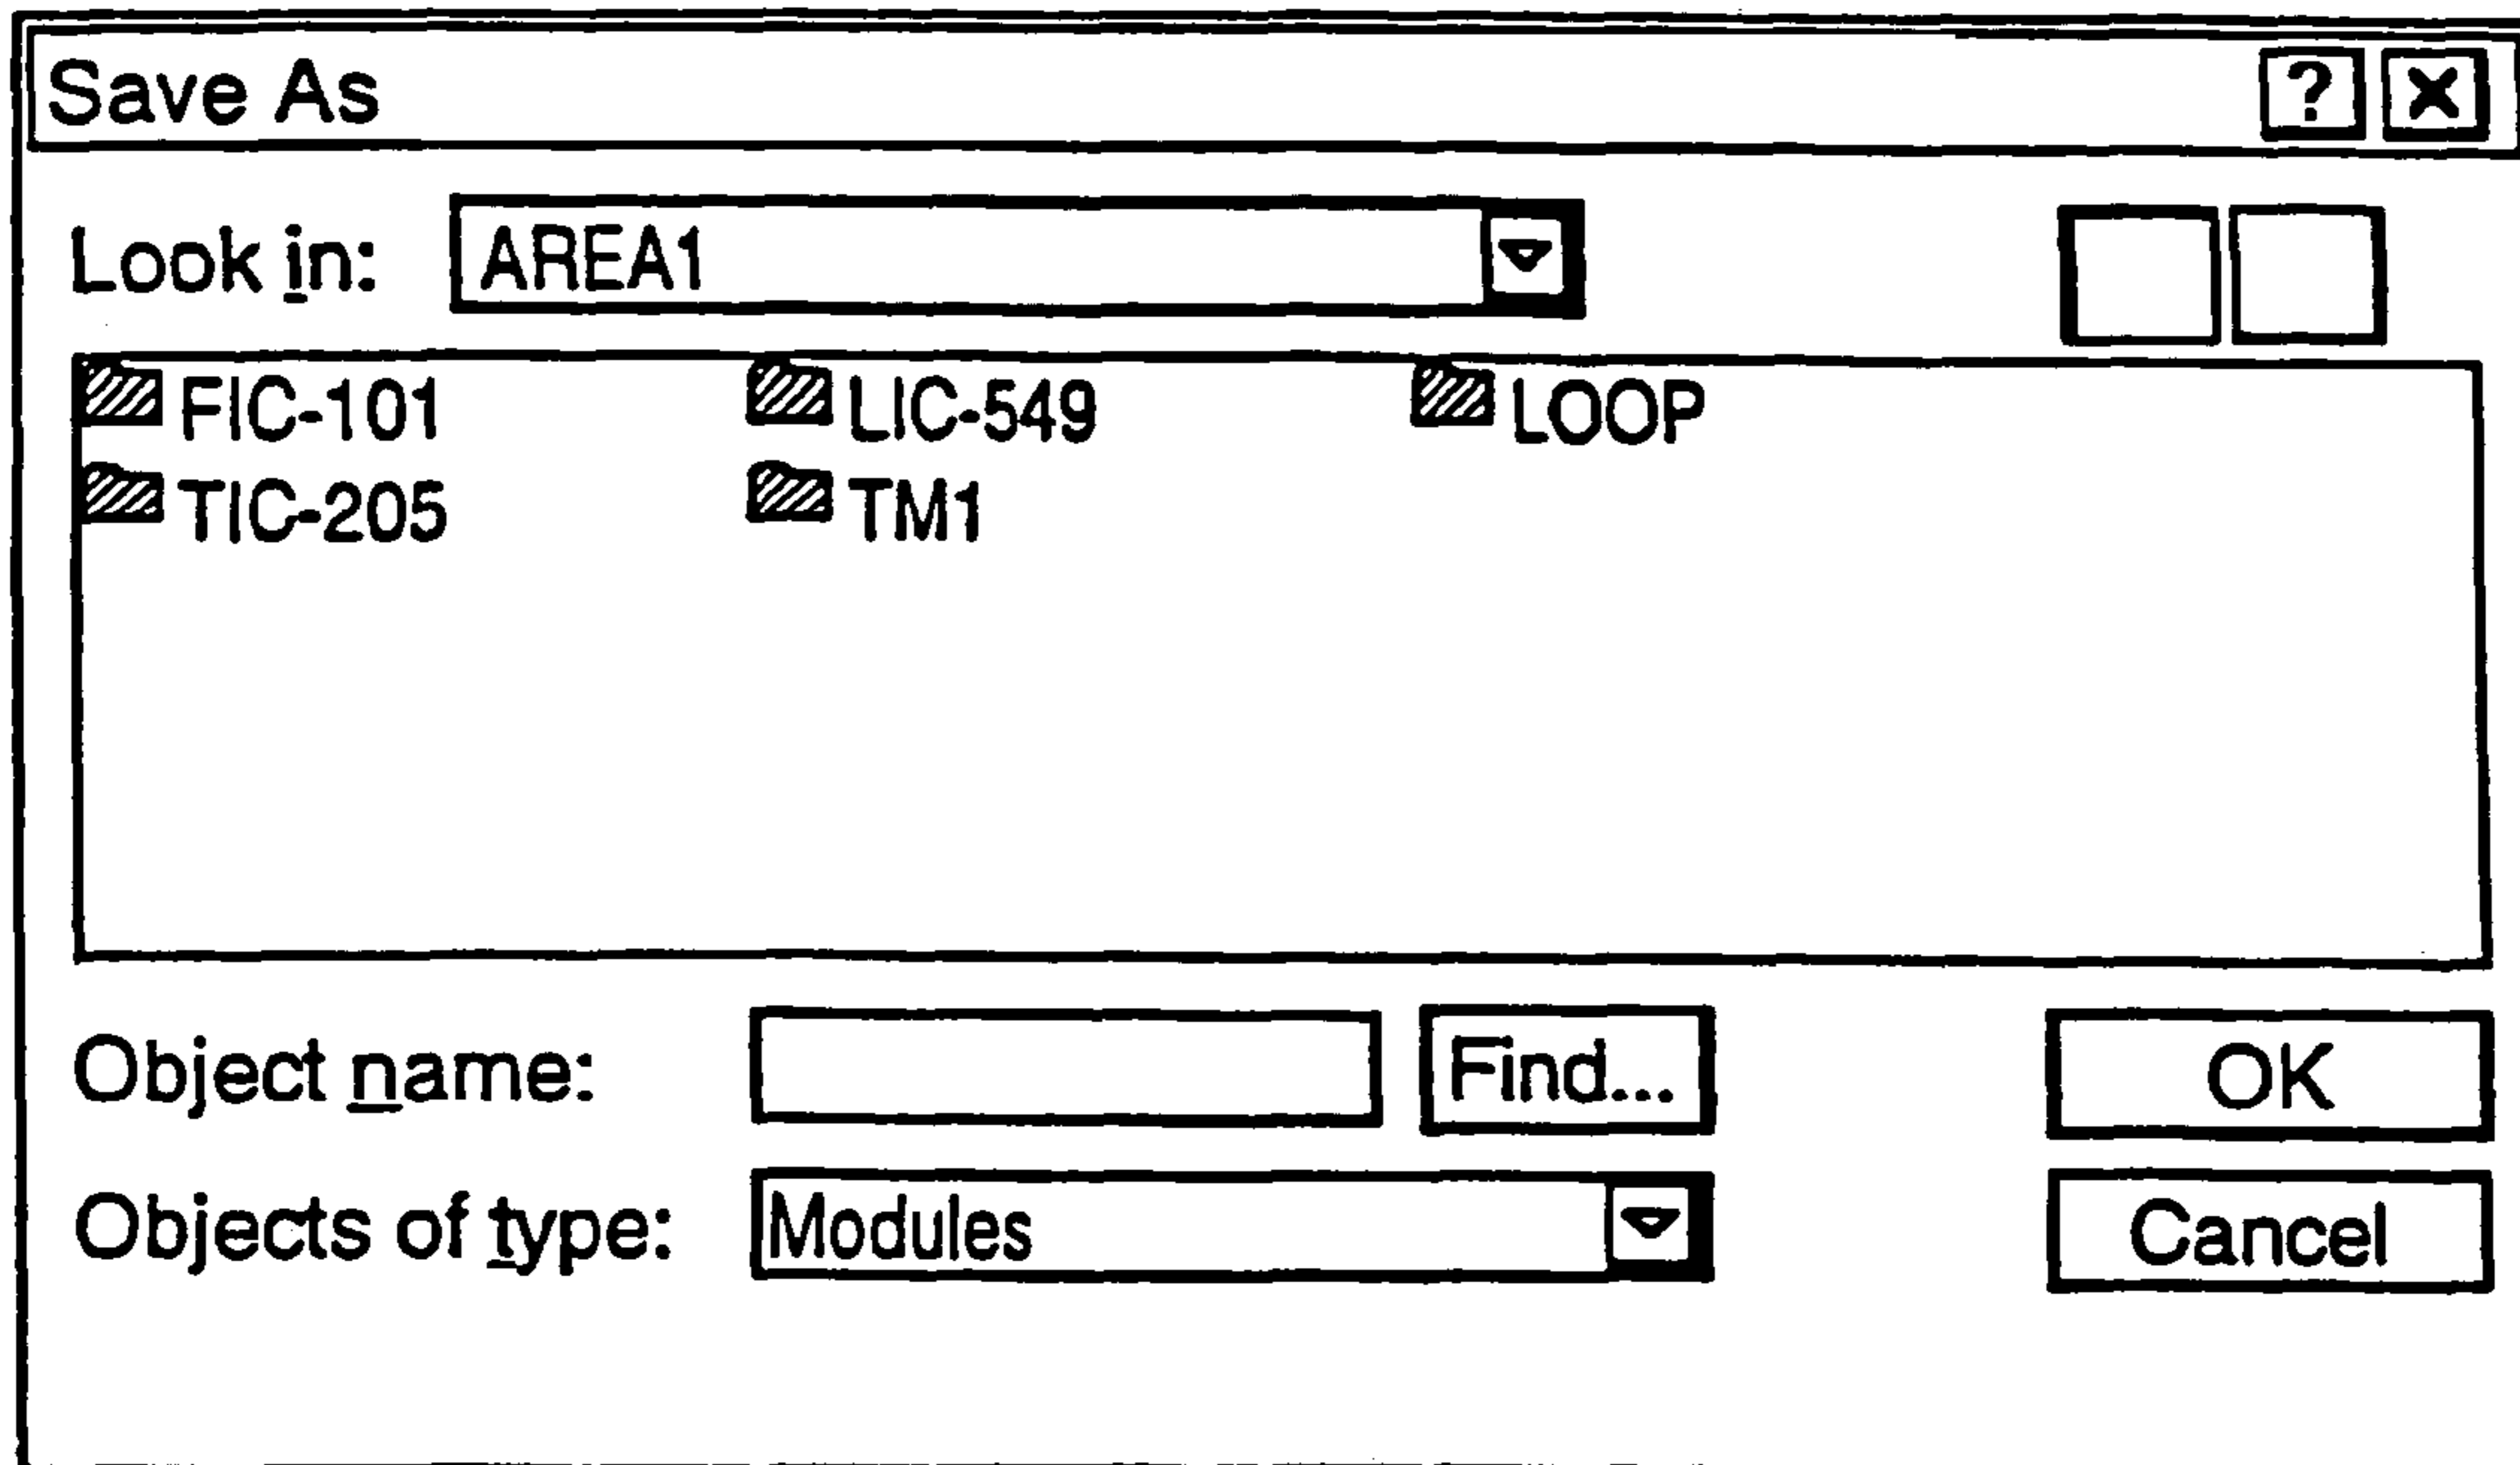 Save As ?
Look in: AREA1
FIC-101 LIC-549 LOOP
TIC-205 TM1
Object name: Find... OK
Objects of type: Modules Cancel